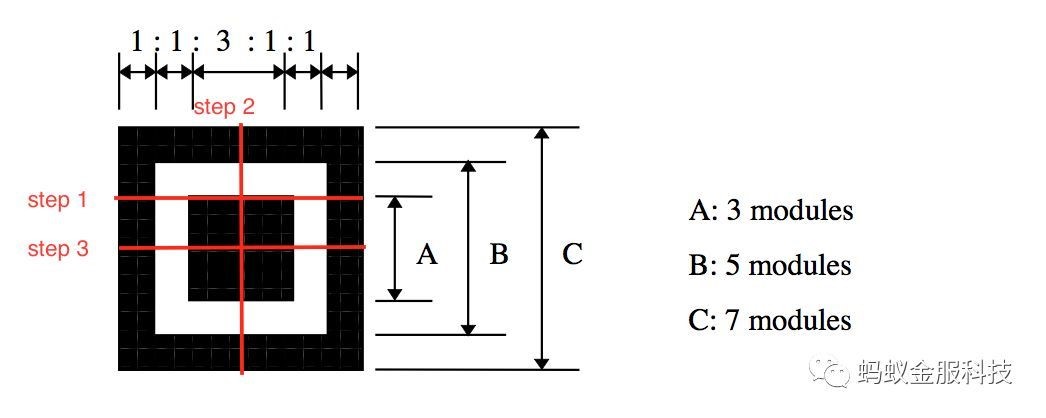 1 : 1 : 3 : 1 : 1
step 2
step 1
step 3
A
B
C
A: 3 modules
B: 5 modules
C: 7 modules
蚂蚁金服科技